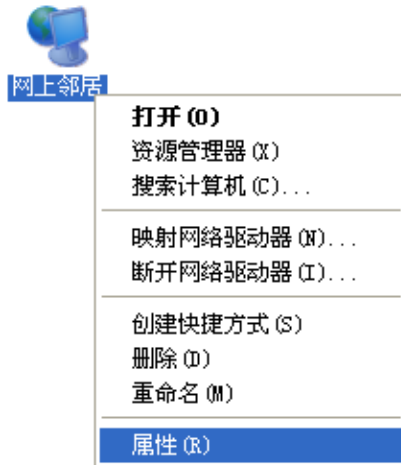 网上邻居
打开(O)
资源管理器(X)
搜索计算机(C)...
映射网络驱动器(N)...
断开网络驱动器(I)...
创建快捷方式(S)
删除(D)
重命名(M)
属性(R)